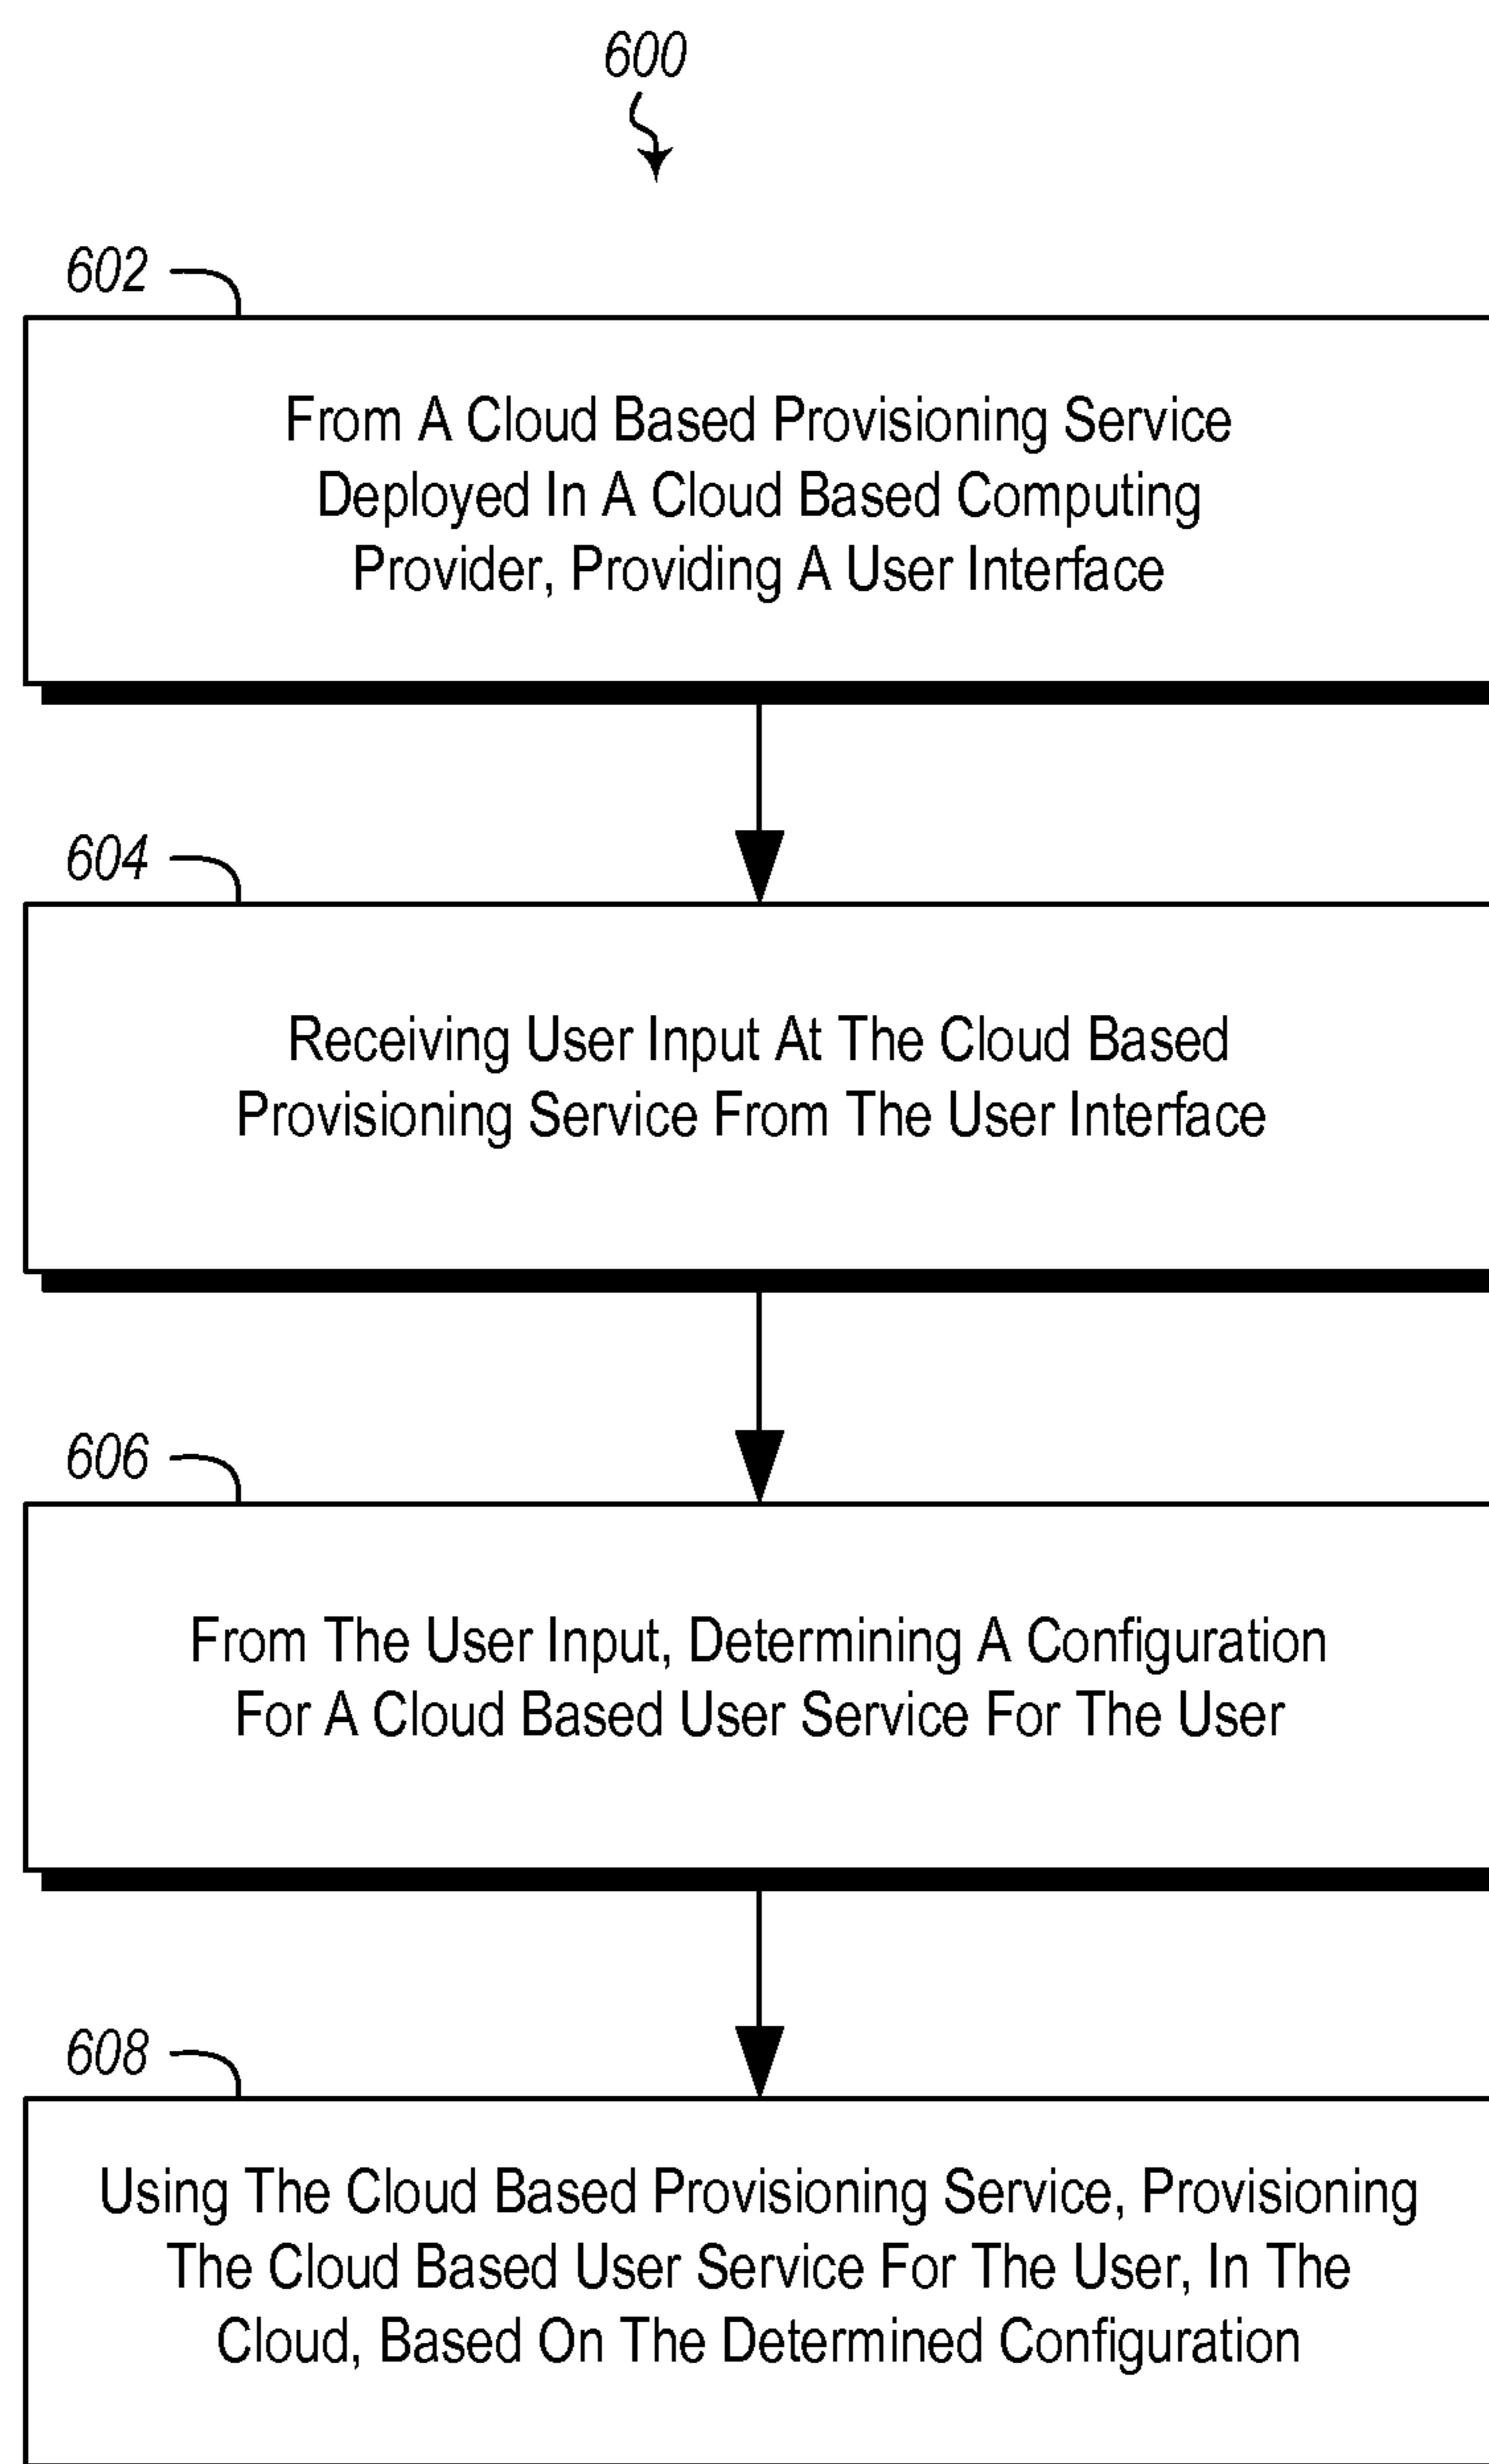 600
602
From A Cloud Based Provisioning Service
Deployed In A Cloud Based Computing
Provider, Providing A User Interface
604
Receiving User Input At The Cloud Based
Provisioning Service From The User Interface
606
From The User Input, Determining A Configuration
For A Cloud Based User Service For The User
608
Using The Cloud Based Provisioning Service, Provisioning
The Cloud Based User Service For The User, In The
Cloud, Based On The Determined Configuration